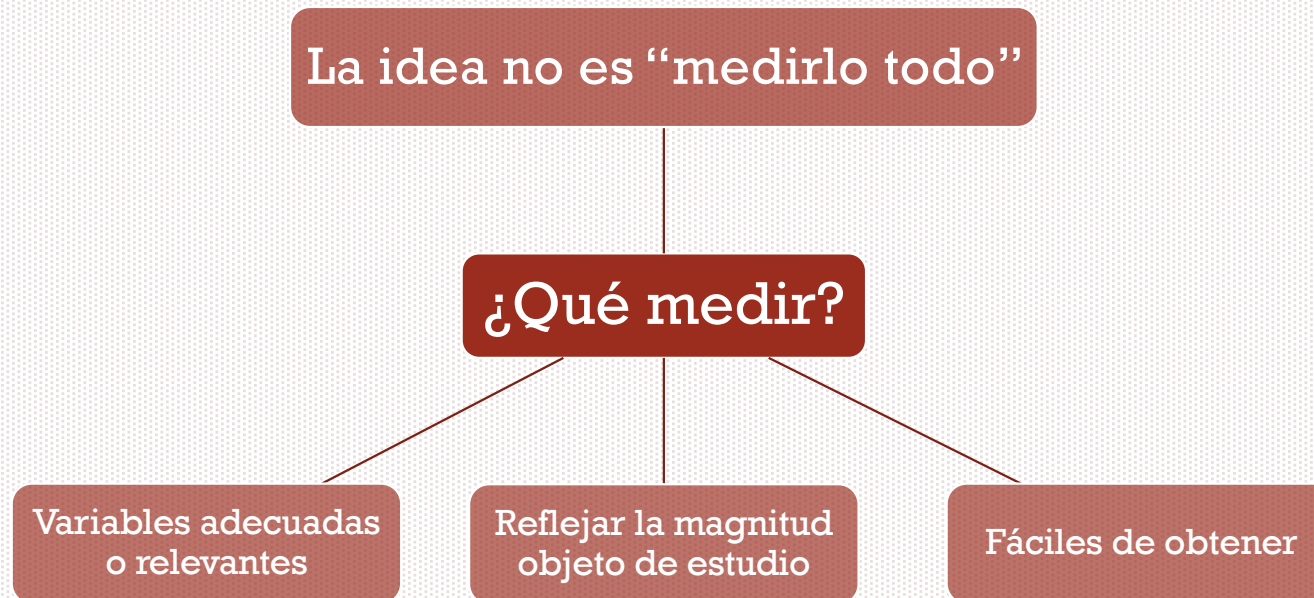 La idea no es “medirlo todo”
¿Qué medir?
Variables adecuadas
o relevantes
Reflejar la magnitud
objeto de estudio
Fáciles de obtener